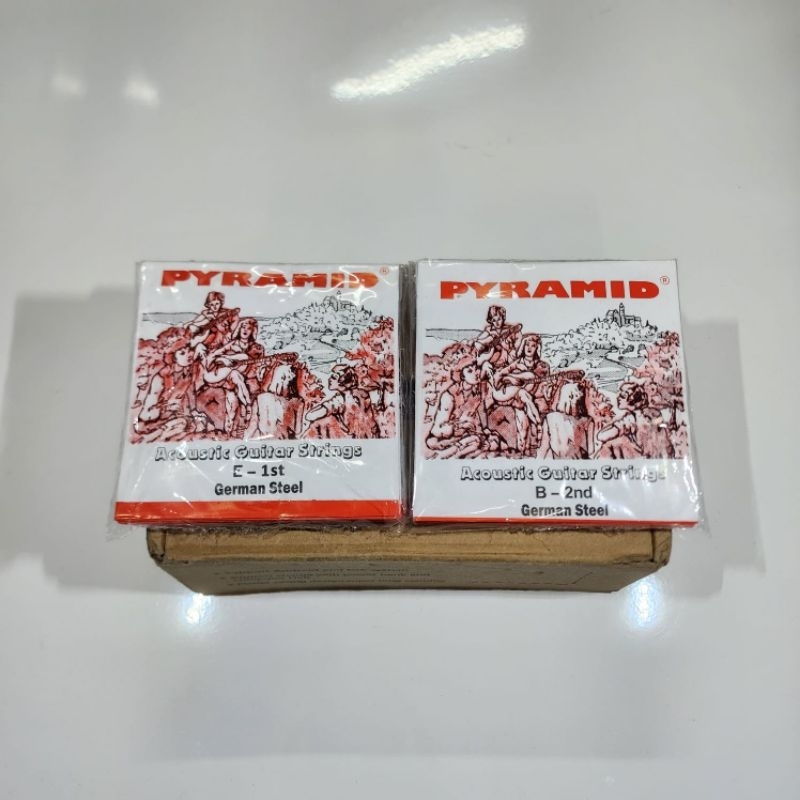 PYRAMID®
Acoustic Guitar Strings
E – 1st
German Steel
PYRAMID®
Acoustic Guitar Strings
B – 2nd
German Steel